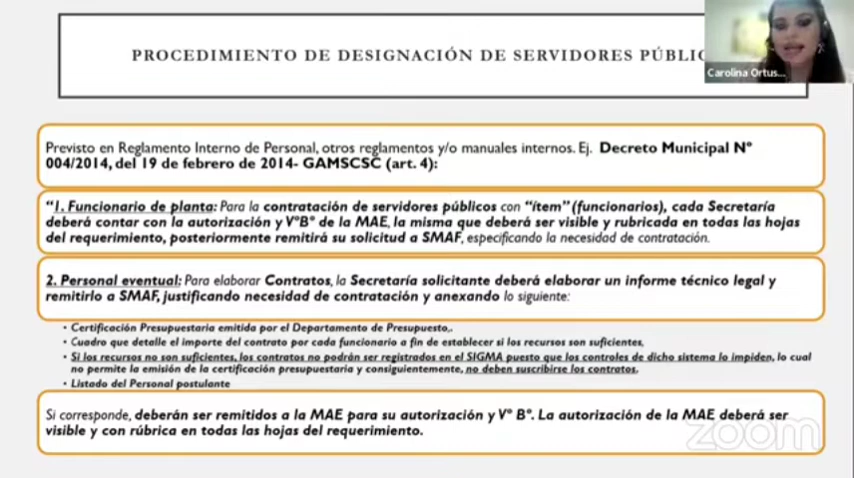 PROCEDIMIENTO DE DESIGNACIÓN DE SERVIDORES PÚBLIC
Carolina Ortus...
Previsto en Reglamento Interno de Personal, otros reglamentos y/o manuales internos. Ej. Decreto Municipal N°
004/2014, del 19 de febrero de 2014- GAMSCSC (art. 4):
“1. Funcionario de planta: Para la contratación de servidores públicos con “ítem” (funcionarios), cada Secretaría
deberá contar con la autorización y V°B° de la MAE, la misma que deberá ser visible y rubricada en todas las hojas
del requerimiento, posteriormente remitirá su solicitud a SMAF, especificando la necesidad de contratación.
2. Personal eventual: Para elaborar Contratos, la Secretaría solicitante deberá elaborar un informe técnico legal y
remitirlo a SMAF, justificando necesidad de contratación y anexando lo siguiente:
• Certificación Presupuestaria emitida por el Departamento de Presupuesto,.
• Cuadro que detalle el importe del contrato por cada funcionario a fin de establecer si los recursos son suficientes,
• Si los recursos no son suficientes, los contratos no podrán ser registrados en el SIGMA puesto que los controles de dicho sistema lo impiden, lo cual
no permite la emisión de la certificación presupuestaria y consiguientemente, no deben suscribirse los contratos.
• Listado del Personal postulante
Si corresponde, deberán ser remitidos a la MAE para su autorización y V° B°. La autorización de la MAE deberá ser
visible y con rúbrica en todas las hojas del requerimiento.
zoom